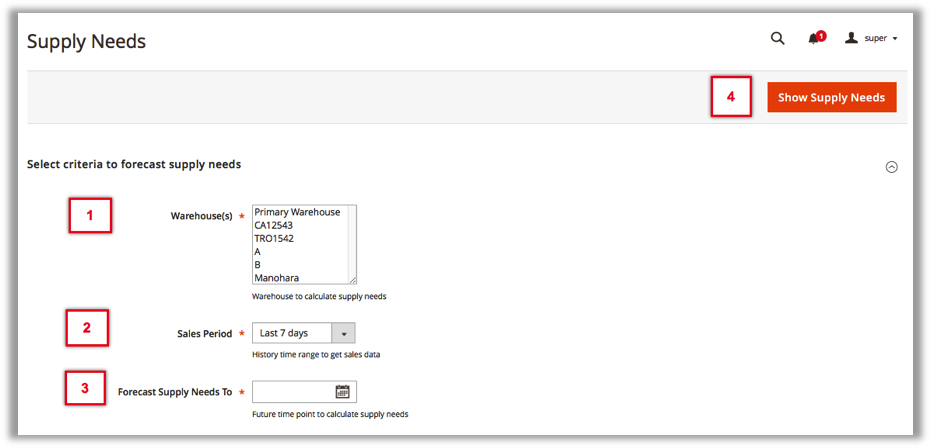 Supply Needs
1
super
4
Show Supply Needs
Select criteria to forecast supply needs
1
Warehouse(s) *
Primary Warehouse
CA12543
TRO1542
A
B
Manohara
Warehouse to calculate supply needs
2
Sales Period *
Last 7 days
History time range to get sales data
3
Forecast Supply Needs To *
Future time point to calculate supply needs